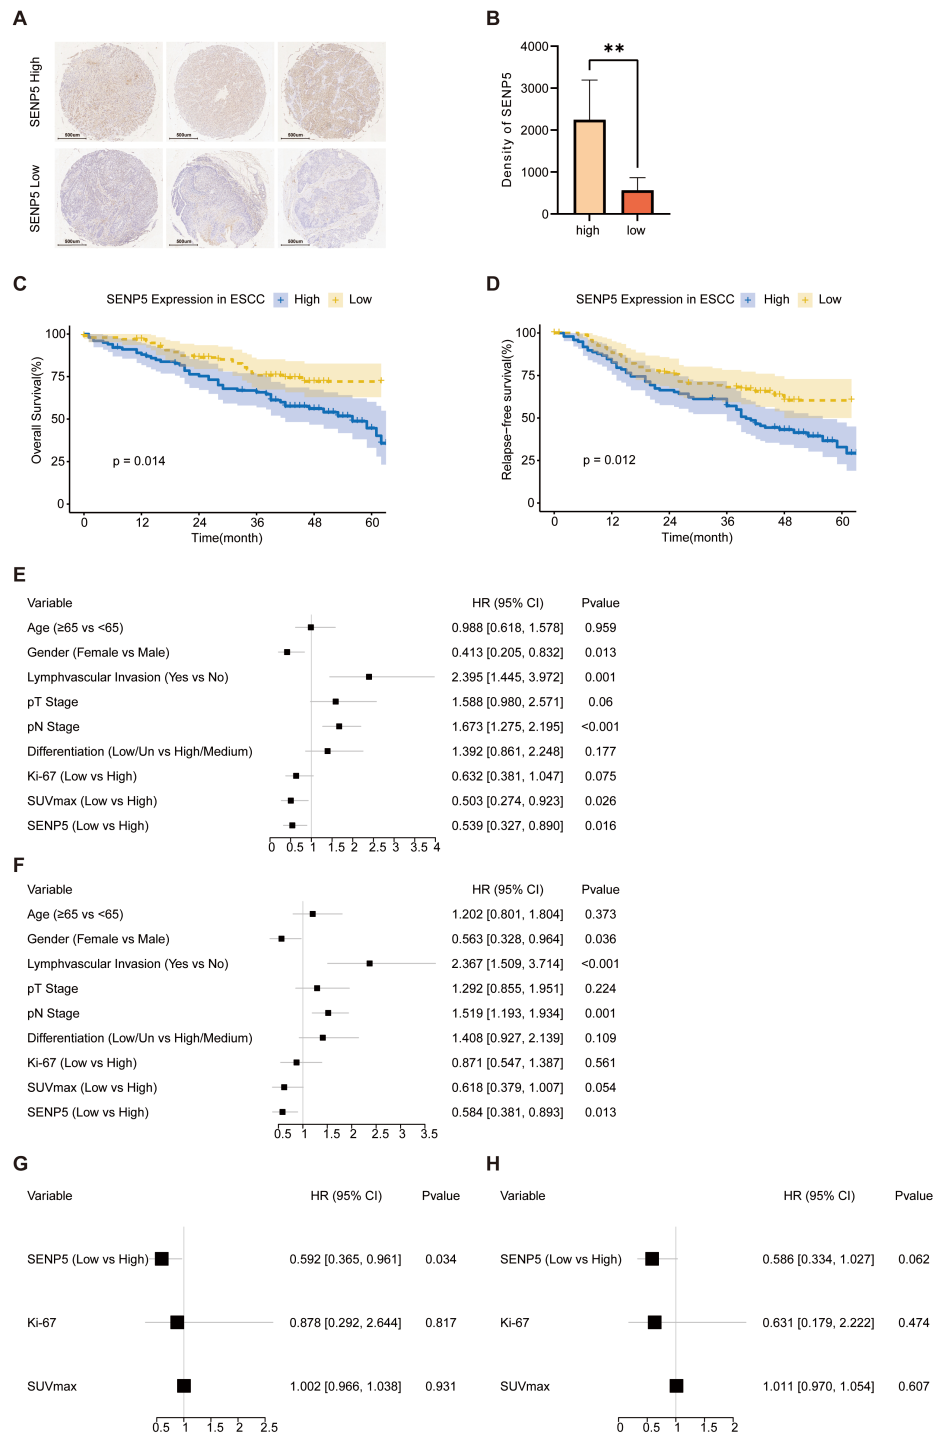 A
SENP5 High
500um
500um
500um
SENP5 Low
500um
500um
500um
B
Density of SENP5
4000
3000
2000
1000
0
**
high
low
C
SENP5 Expression in ESCC High Low
Overall Survival(%)
100
75
50
25
0
p = 0.014
0 12 24 36 48 60
Time(month)
D
SENP5 Expression in ESCC High Low
Relapse−free survival(%)
100
75
50
25
0
p = 0.012
0 12 24 36 48 60
Time(month)
E
Variable HR (95% CI) Pvalue
Age (≥65 vs <65) 0.988 [0.618, 1.578] 0.959
Gender (Female vs Male) 0.413 [0.205, 0.832] 0.013
Lymphvascular Invasion (Yes vs No) 2.395 [1.445, 3.972] 0.001
pT Stage 1.588 [0.980, 2.571] 0.06
pN Stage 1.673 [1.275, 2.195] <0.001
Differentiation (Low/Un vs High/Medium) 1.392 [0.861, 2.248] 0.177
Ki-67 (Low vs High) 0.632 [0.381, 1.047] 0.075
SUVmax (Low vs High) 0.503 [0.274, 0.923] 0.026
SENP5 (Low vs High) 0.539 [0.327, 0.890] 0.016
0 0.5 1 1.5 2 2.5 3 3.5 4
F
Variable HR (95% CI) Pvalue
Age (≥65 vs <65) 1.202 [0.801, 1.804] 0.373
Gender (Female vs Male) 0.563 [0.328, 0.964] 0.036
Lymphvascular Invasion (Yes vs No) 2.367 [1.509, 3.714] <0.001
pT Stage 1.292 [0.855, 1.951] 0.224
pN Stage 1.519 [1.193, 1.934] 0.001
Differentiation (Low/Un vs High/Medium) 1.408 [0.927, 2.139] 0.109
Ki-67 (Low vs High) 0.871 [0.547, 1.387] 0.561
SUVmax (Low vs High) 0.618 [0.379, 1.007] 0.054
SENP5 (Low vs High) 0.584 [0.381, 0.893] 0.013
0.5 1 1.5 2 2.5 3 3.5
G
Variable HR (95% CI) Pvalue
SENP5 (Low vs High) 0.592 [0.365, 0.961] 0.034
Ki-67 0.878 [0.292, 2.644] 0.817
SUVmax 1.002 [0.966, 1.038] 0.931
0.5 1 1.5 2 2.5
H
Variable HR (95% CI) Pvalue
SENP5 (Low vs High) 0.586 [0.334, 1.027] 0.062
Ki-67 0.631 [0.179, 2.222] 0.474
SUVmax 1.011 [0.970, 1.054] 0.607
0 0.5 1 1.5 2